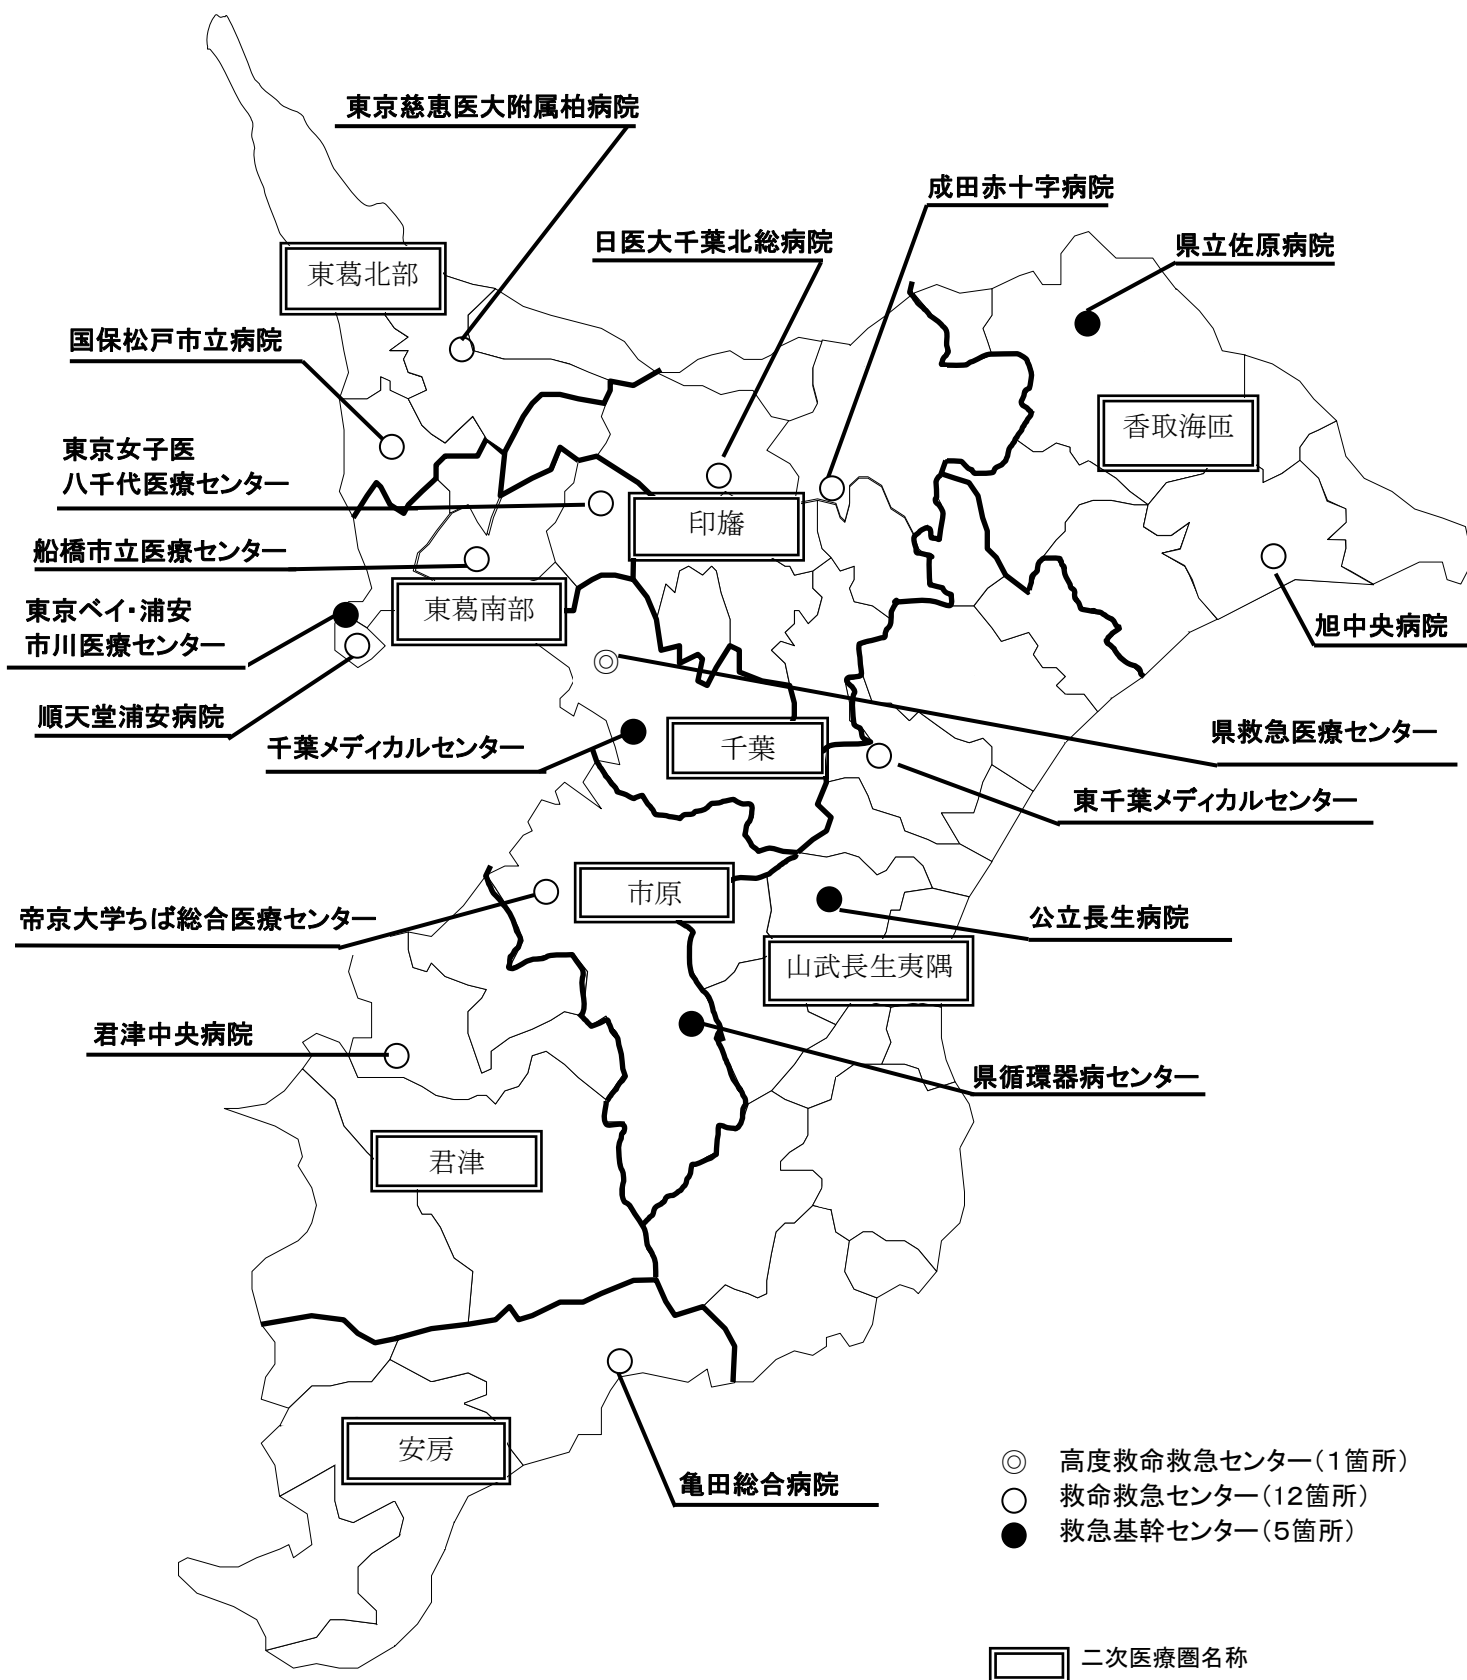 東京慈恵医大附属柏病院
成田赤十字病院
日医大千葉北総病院
県立佐原病院
東葛北部
国保松戸市立病院
香取海匝
東京女子医
八千代医療センター
印旛
船橋市立医療センター
東葛南部
東京ベイ・浦安
市川医療センター
旭中央病院
順天堂浦安病院
千葉メディカルセンター
千葉
県救急医療センター
東千葉メディカルセンター
市原
帝京大学ちば総合医療センター
公立長生病院
山武長生夷隅
君津中央病院
県循環器病センター
君津
安房
亀田総合病院
◎ 高度救命救急センター(1箇所)
○ 救命救急センター(12箇所)
● 救急基幹センター(5箇所)
二次医療圏名称